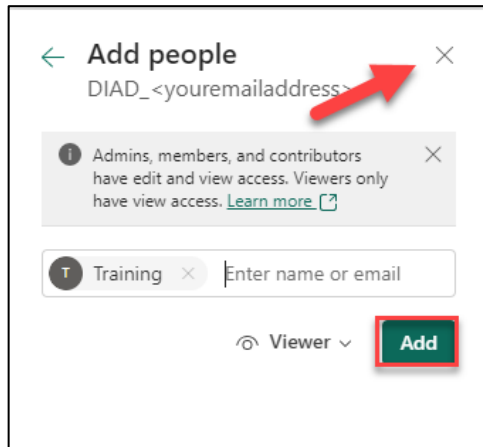 Add people
DIAD_<youremailaddress>
Admins, members, and contributors
have edit and view access. Viewers only
have view access. Learn more
T Training Enter name or email
Viewer Add